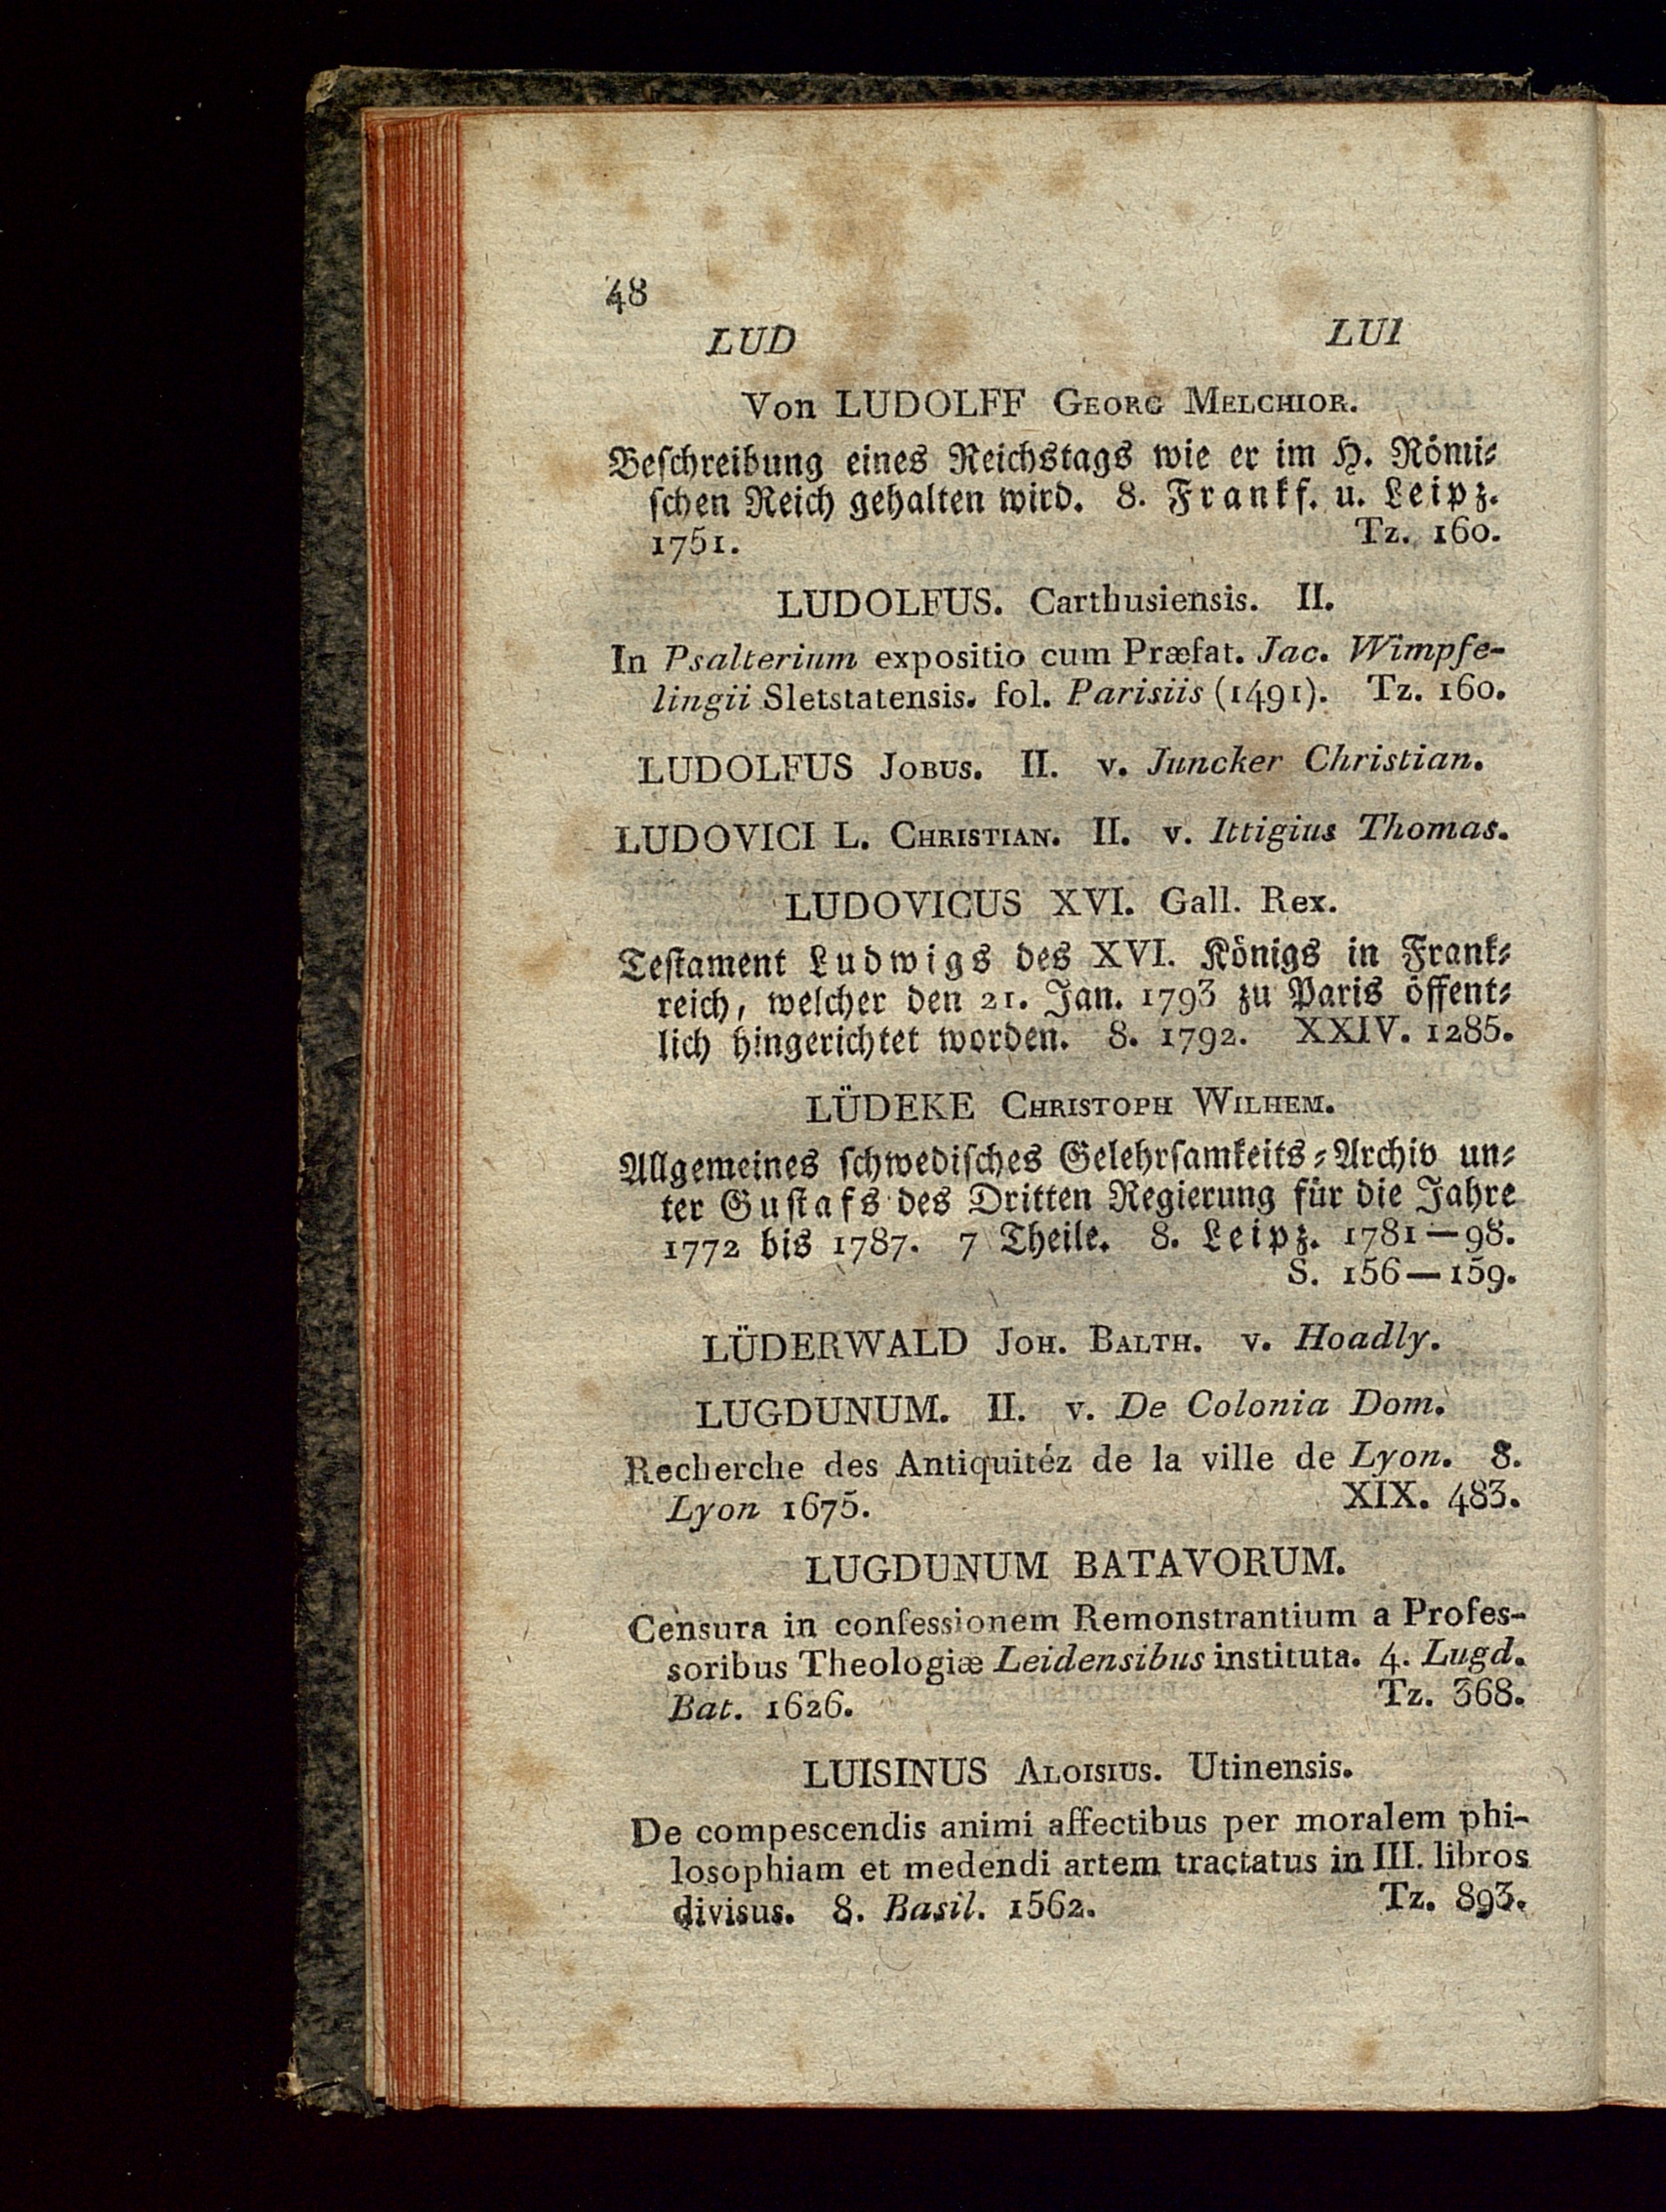 48
LUD LUI
Von LUDOLFF GEORG MELCHIOR.
Beschreibung eines Reichstags wie er im H. Römi-
schen Reich gehalten wird. 8. Frankf. u. Leipz.
1751. Tz. 160.
LUDOLFUS. Carthusiensis. II.
In Psalterium expositio cum Præfat. Jac. Wimpfe-
lingii Sletstatensis. fol. Parisiis (1491). Tz. 160.
LUDOLFUS JOBUS. II. v. Juncker Christian.
LUDOVICI L. CHRISTIAN. II. v. Ittigius Thomas.
LUDOVICUS XVI. Gall. Rex.
Testament Ludwigs des XVI. Königs in Frank-
reich, welcher den 21. Jan. 1793 zu Paris öffent-
lich hingerichtet worden. 8. 1792. XXIV. 1285.
LÜDEKE CHRISTOPH WILHEM.
Allgemeines schwedisches Gelehrsamkeits-Archiv un-
ter Gustafs des Dritten Regierung für die Jahre
1772 bis 1787. 7 Theile. 8. Leipz. 1781—98.
S. 156—159.
LÜDERWALD JOH. BALTH. v. Hoadly.
LUGDUNUM. II. v. De Colonia Dom.
Recherche des Antiquitéz de la ville de Lyon. 8.
Lyon 1675. XIX. 483.
LUGDUNUM BATAVORUM.
Censura in confessionem Remonstrantium a Profes-
soribus Theologiæ Leidensibus instituta. 4. Lugd.
Bat. 1626. Tz. 368.
LUISINUS ALOISIUS. Utinensis.
De compescendis animi affectibus per moralem phi-
losophiam et medendi artem tractatus in III. libros
divisus. 8. Basil. 1562. Tz. 893.